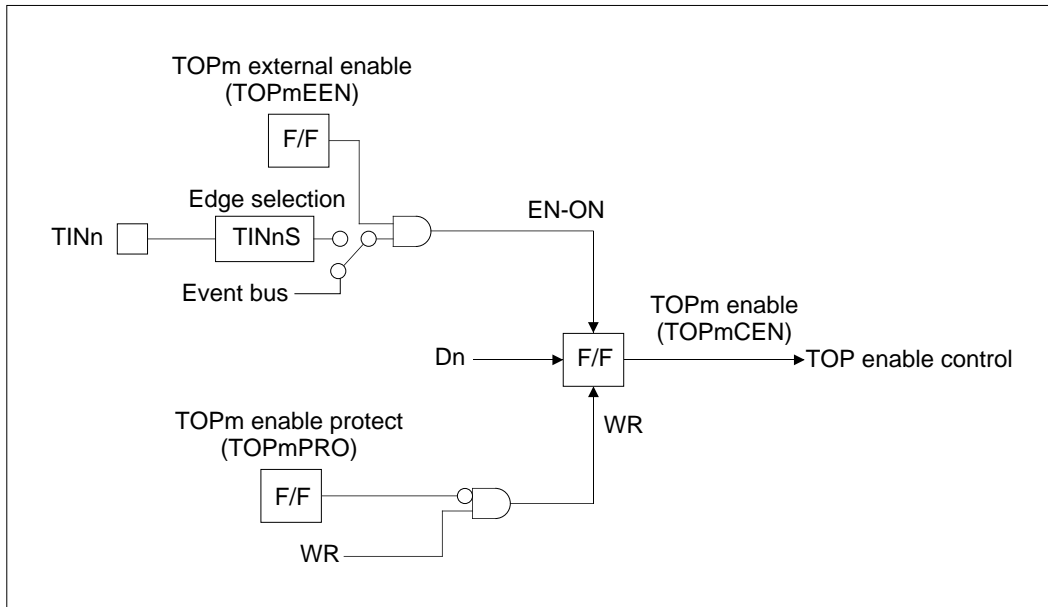 TOPm external enable
(TOPmEEN)
F/F
Edge selection
TINn
TINnS
EN-ON
Event bus
TOPm enable
(TOPmCEN)
Dn
F/F
TOP enable control
TOPm enable protect
(TOPmPRO)
WR
F/F
WR